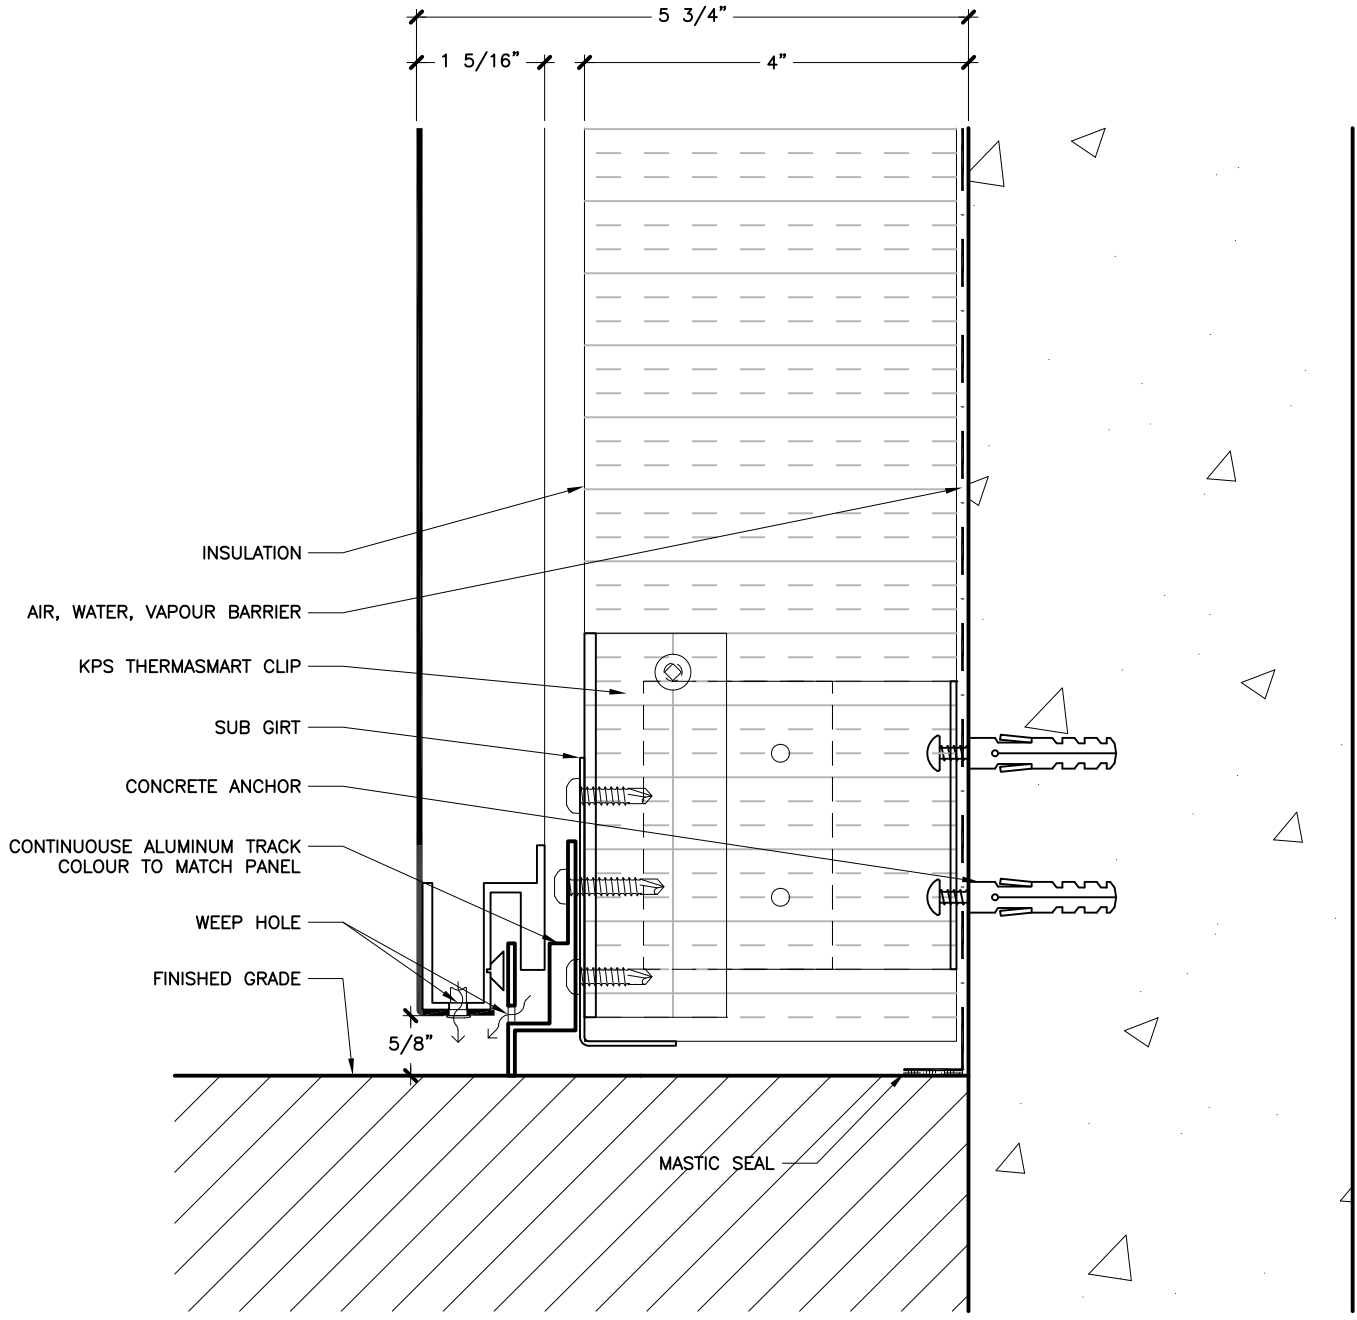 5 3/4”
1 5/16”
4”
INSULATION
AIR, WATER, VAPOUR BARRIER
KPS THERMASMART CLIP
SUB GIRT
CONCRETE ANCHOR
CONTINUOUSE ALUMINUM TRACK
COLOUR TO MATCH PANEL
WEEP HOLE
FINISHED GRADE
5/8”
MASTIC SEAL